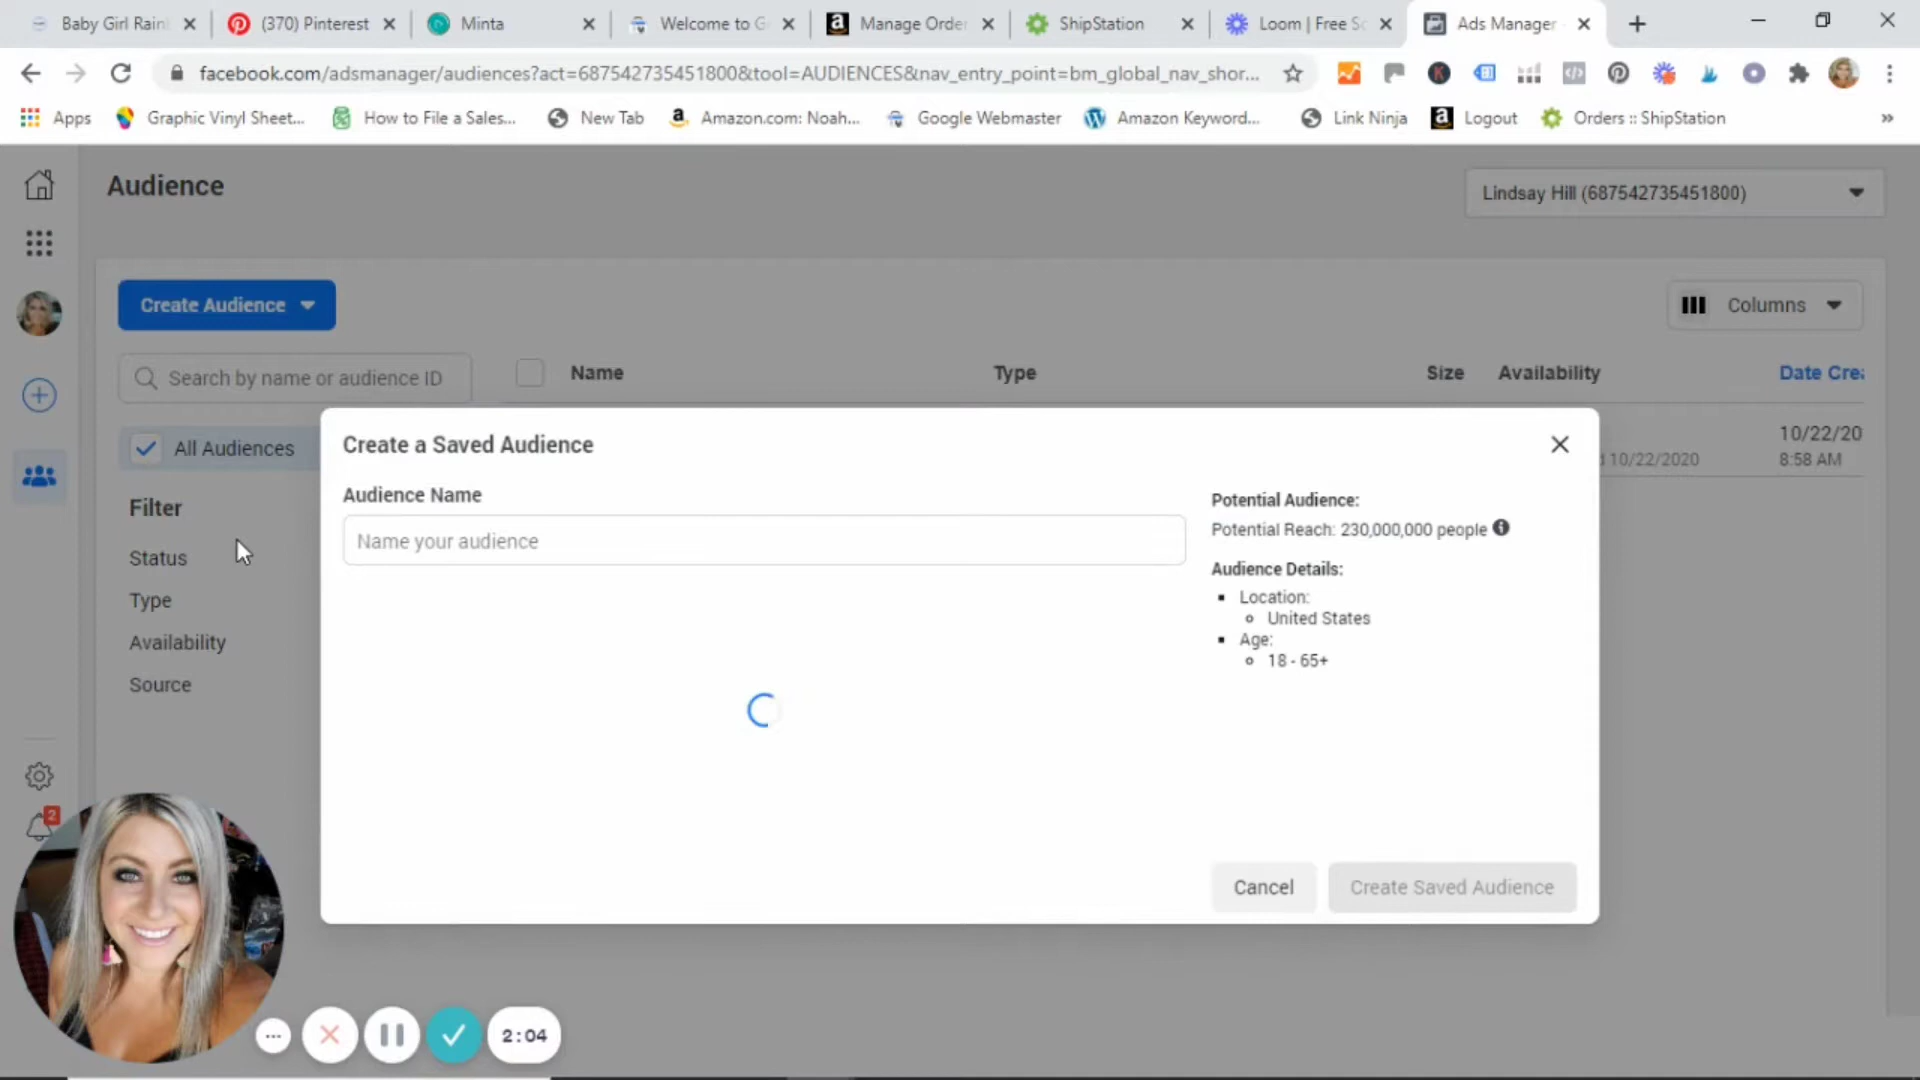 Baby Girl Rain
(370) Pinterest
Minta
Welcome to G
Manage Order
ShipStation
Loom | Free Sc
Ads Manager
facebook.com/adsmanager/audiences?act=687542735451800&tool=AUDIENCES&nav_entry_point=bm_global_nav_shor...
Apps
Graphic Vinyl Sheet...
How to File a Sales...
New Tab
Amazon.com: Noah...
Google Webmaster
Amazon Keyword...
Link Ninja
Logout
Orders :: ShipStation
»
Audience
Lindsay Hill (687542735451800)
Create Audience
Columns
Search by name or audience ID
Name
Type
Size
Availability
Date Crea
All Audiences
10/22/20
10/22/2020
8:58 AM
Filter
Status
Type
Availability
Source
Create a Saved Audience
Audience Name
Name your audience
Potential Audience:
Potential Reach: 230,000,000 people
Audience Details:
Location:
United States
Age:
18 - 65+
Cancel
Create Saved Audience
2
2:04